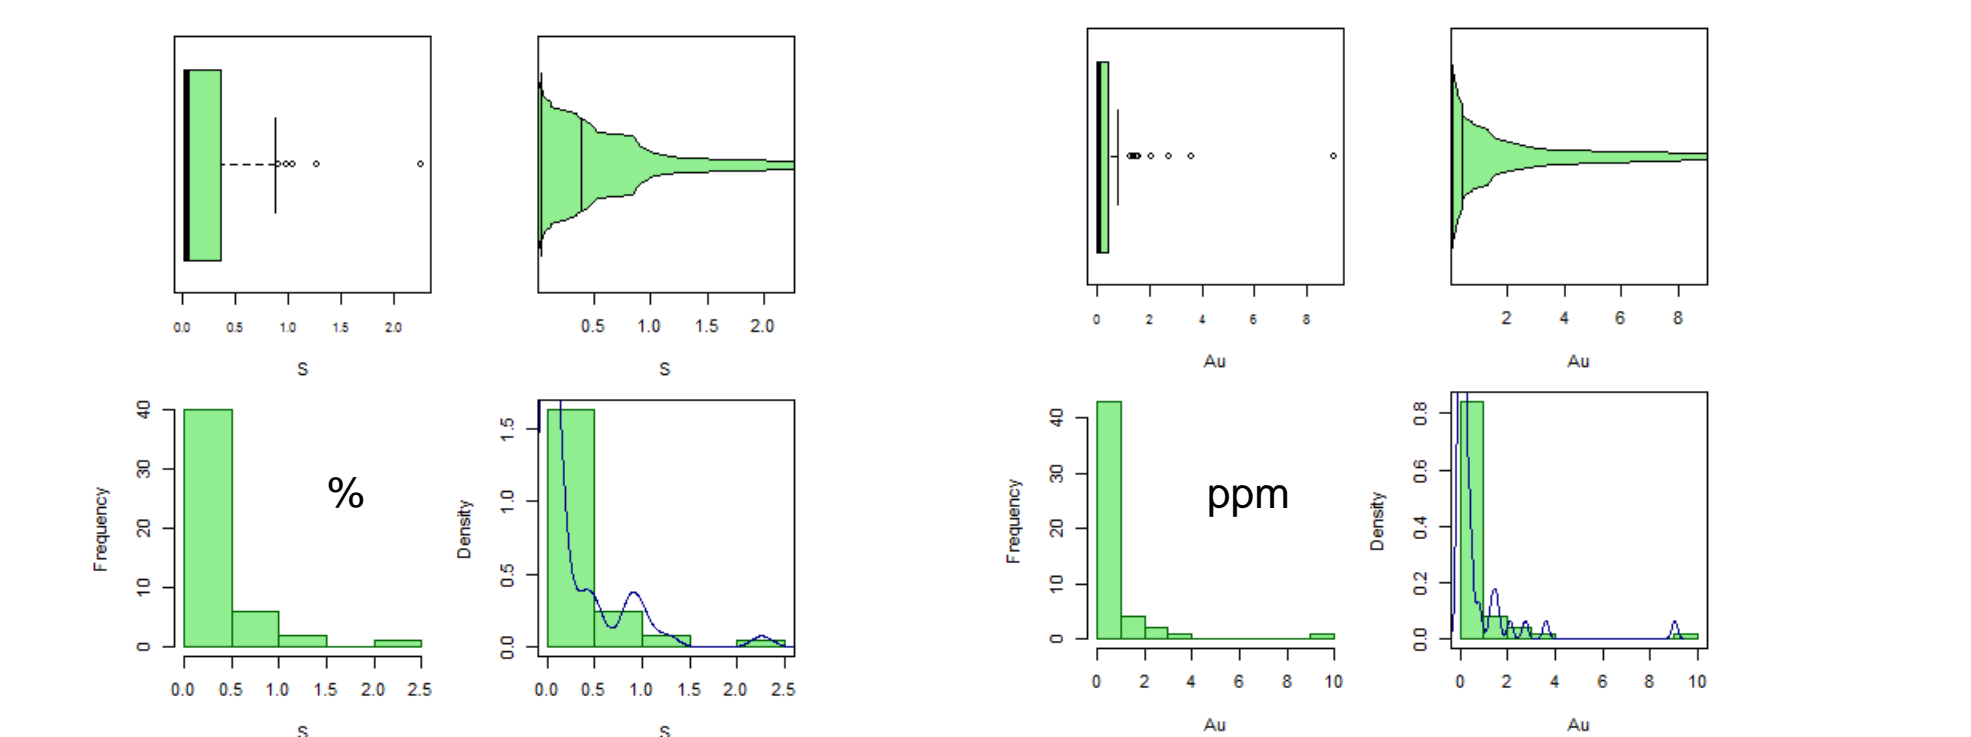 0.0 0.5 1.0 1.5 2.0
S
0.5 1.0 1.5 2.0
S
0 2 4 6 8
Au
2 4 6 8
Au
Frequency
0 10 20 30 40
%
0.0 0.5 1.0 1.5 2.0 2.5
S
Density
0.0 0.5 1.0 1.5
0.0 0.5 1.0 1.5 2.0 2.5
S
Frequency
0 10 20 30 40
ppm
0 2 4 6 8 10
Au
Density
0.0 0.2 0.4 0.6 0.8
0 2 4 6 8 10
Au